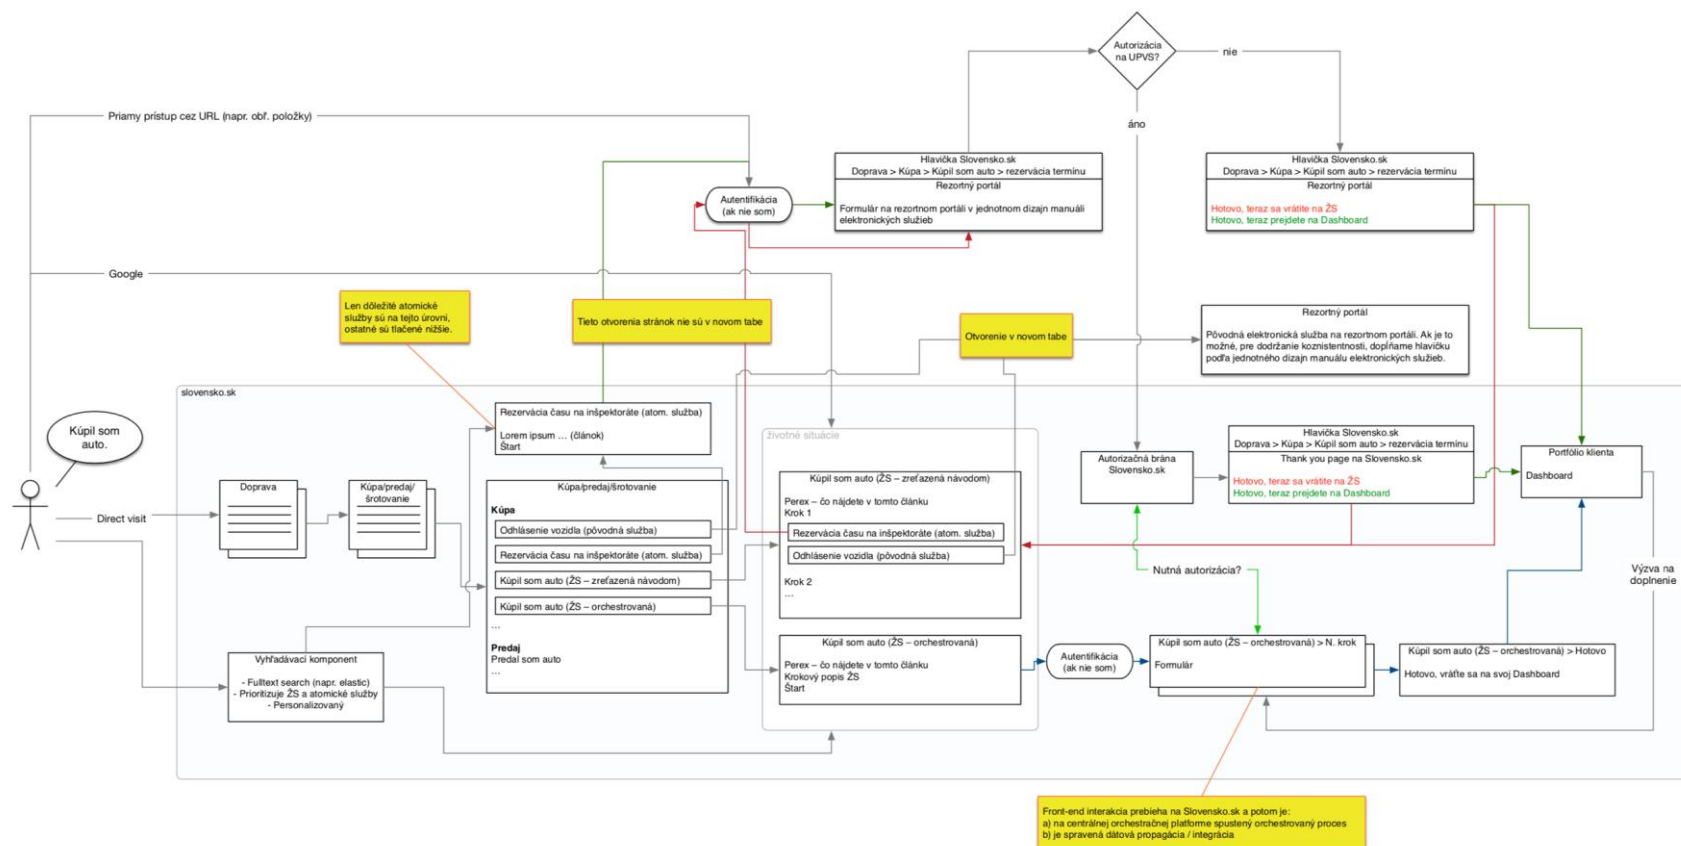 Autorizácia
na UPVS?
nie
áno
Priamy prístup cez URL (napr. obľ. položky)
Hlavička Slovensko.sk
Doprava > Kúpa > Kúpil som auto > rezervácia termínu
Rezortný portál
Formulár na rezortnom portáli v jednotnom dizajn manuáli
elektronických služieb
Hlavička Slovensko.sk
Doprava > Kúpa > Kúpil som auto > rezervácia termínu
Rezortný portál
Hotovo, teraz sa vrátite na ŽS
Hotovo, teraz prejdete na Dashboard
Autentifikácia
(ak nie som)
Google
Len dôležité atomické
služby sú na tejto úrovni,
ostatné sú tlačené nižšie.
Tieto otvorenia stránok nie sú v novom tabe
Otvorenie v novom tabe
Rezortný portál
Pôvodná elektronická služba na rezortnom portáli. Ak je to
možné, pre dodržanie koznistentnosti, dopĺňame hlavičku
podľa jednotného dizajn manuálu elektronických služieb.
slovensko.sk
Kúpil som
auto.
Rezervácia času na inšpektoráte (atom. služba)
Lorem ipsum ... (článok)
Štart
životné situácie
Direct visit
Doprava
Kúpa/predaj/
šrotovanie
Kúpa/predaj/šrotovanie
Kúpa
Odhlásenie vozidla (pôvodná služba)
Rezervácia času na inšpektoráte (atom. služba)
Kúpil som auto (ŽS – zreťazená návodom)
Kúpil som auto (ŽS – orchestrovaná)
...
Predaj
Predal som auto
...
Kúpil som auto (ŽS – zreťazená návodom)
Perex – čo nájdete v tomto článku
Krok 1
Rezervácia času na inšpektoráte (atom. služba)
Odhlásenie vozidla (pôvodná služba)
Krok 2
...
Autorizačná brána
Slovensko.sk
Hlavička Slovensko.sk
Doprava > Kúpa > Kúpil som auto > rezervácia termínu
Thank you page na Slovensko.sk
Hotovo, teraz sa vrátite na ŽS
Hotovo, teraz prejdete na Dashboard
Portfólio klienta
Dashboard
Nutná autorizácia?
Výzva na
doplnenie
Vyhľadávací komponent
- Fulltext search (napr. elastic)
- Prioritizuje ŽS a atomické služby
- Personalizovaný
Kúpil som auto (ŽS – orchestrovaná)
Perex – čo nájdete v tomto článku
Krokový popis ŽS
Štart
Autentifikácia
(ak nie som)
Kúpil som auto (ŽS – orchestrovaná) > N. krok
Formulár
Kúpil som auto (ŽS – orchestrovaná) > Hotovo
Hotovo, vráťte sa na svoj Dashboard
Front-end interakcia prebieha na Slovensko.sk a potom je:
a) na centrálnej orchestračnej platforme spustený orchestrovaný proces
b) je spravená dátová propagácia / integrácia